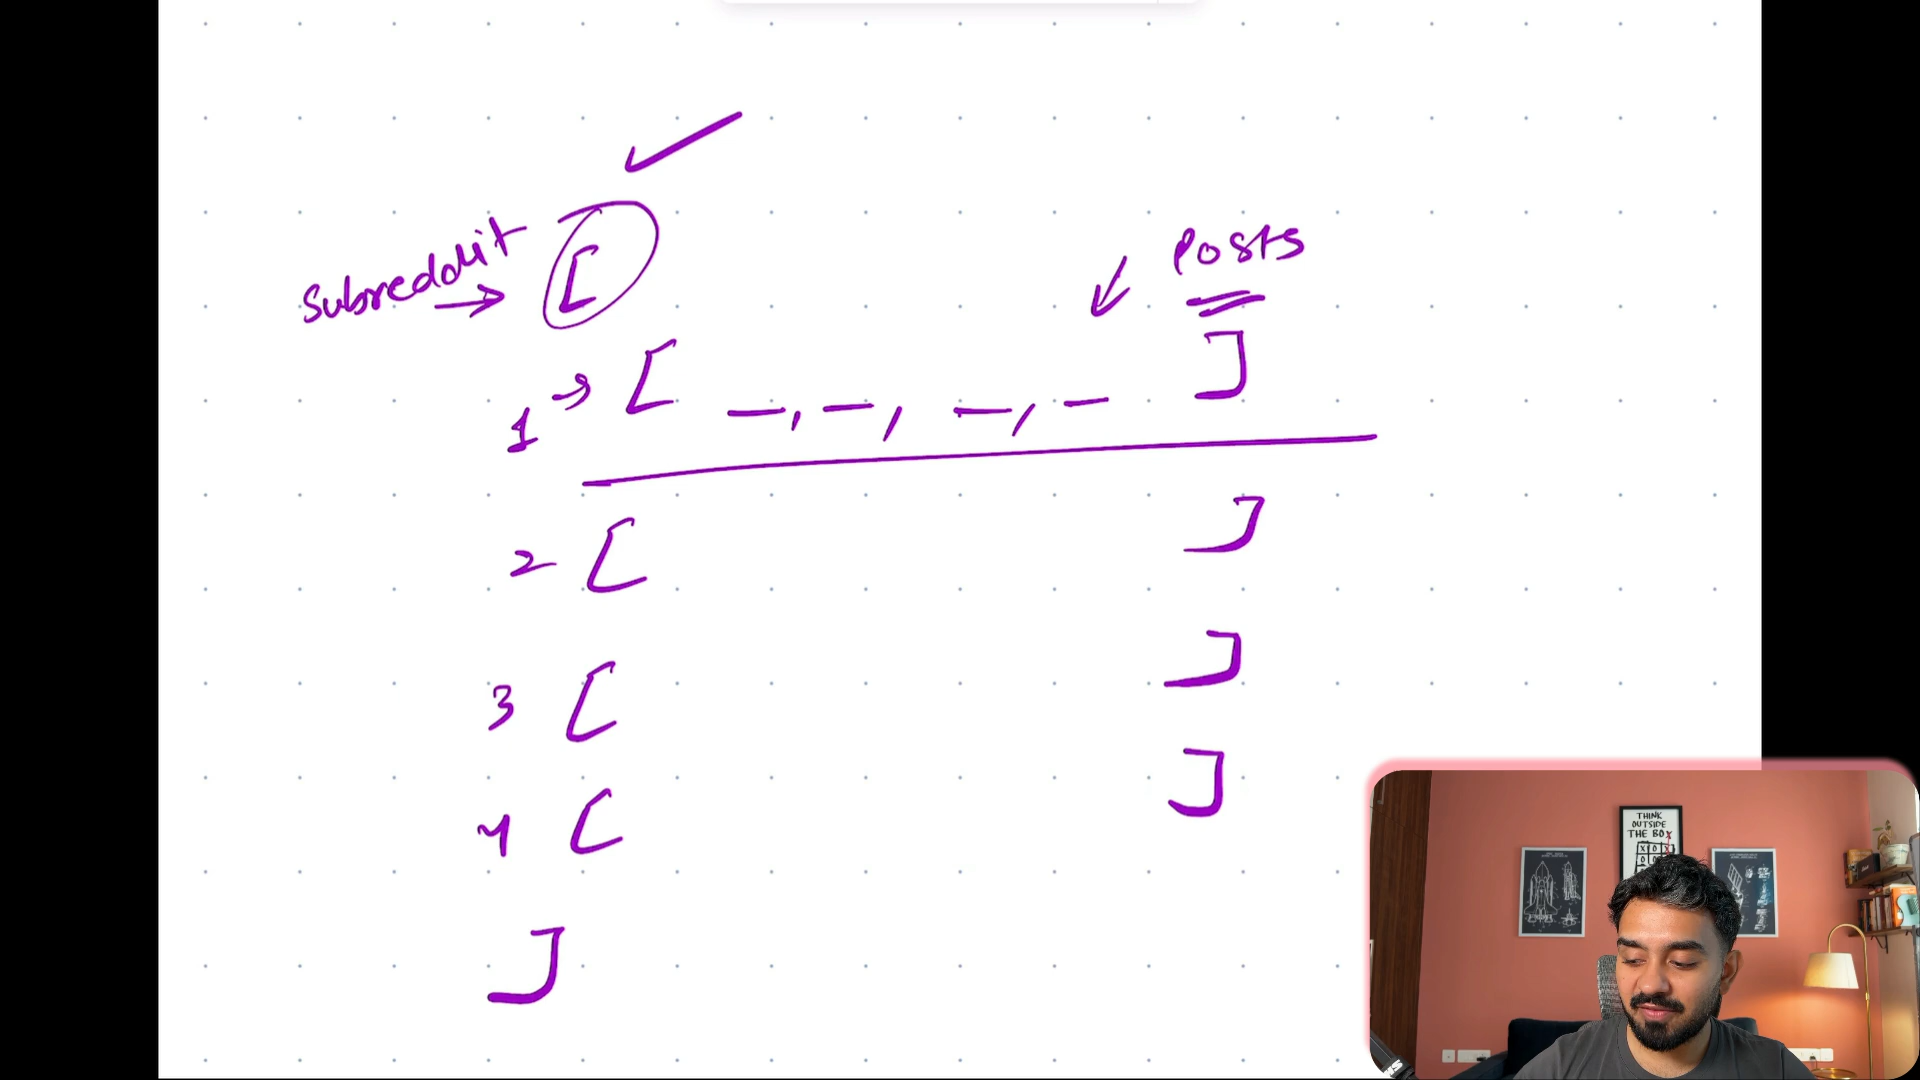 subreddit → [
Posts
1 → [ _, _, _, _ ]
2 [ ]
3 [ ]
4 [ ]
]
THINK
OUTSIDE
THE BOX
X O X